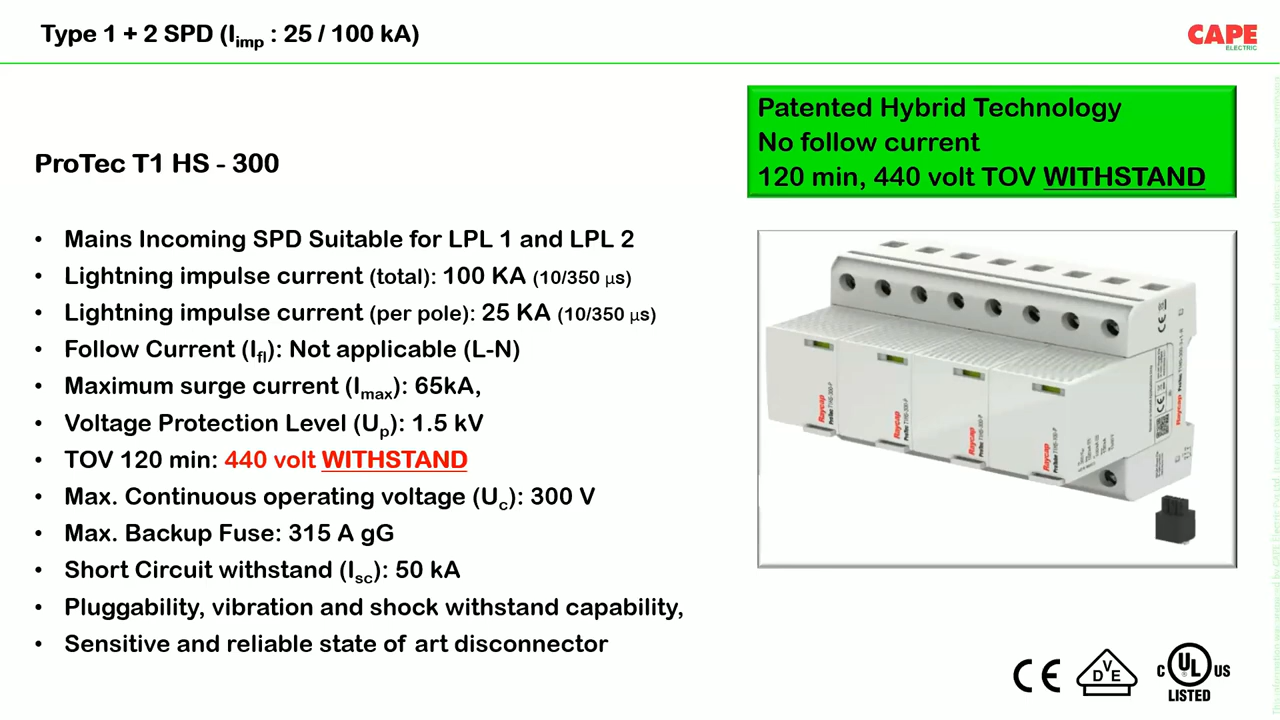 Type 1 + 2 SPD (Iimp : 25 / 100 kA)
CAPE
ELECTRIC
Patented Hybrid Technology
No follow current
120 min, 440 volt TOV WITHSTAND
ProTec T1 HS - 300
• Mains Incoming SPD Suitable for LPL 1 and LPL 2
• Lightning impulse current (total): 100 KA (10/350 µs)
• Lightning impulse current (per pole): 25 KA (10/350 µs)
• Follow Current (Ifl): Not applicable (L-N)
• Maximum surge current (Imax): 65kA,
• Voltage Protection Level (Up): 1.5 kV
• TOV 120 min: 440 volt WITHSTAND
• Max. Continuous operating voltage (Uc): 300 V
• Max. Backup Fuse: 315 A gG
• Short Circuit withstand (Isc): 50 kA
• Pluggability, vibration and shock withstand capability,
• Sensitive and reliable state of art disconnector
Raycap
Raycap
Raycap
Raycap
Raycap
CE
VDE
C UL US
LISTED